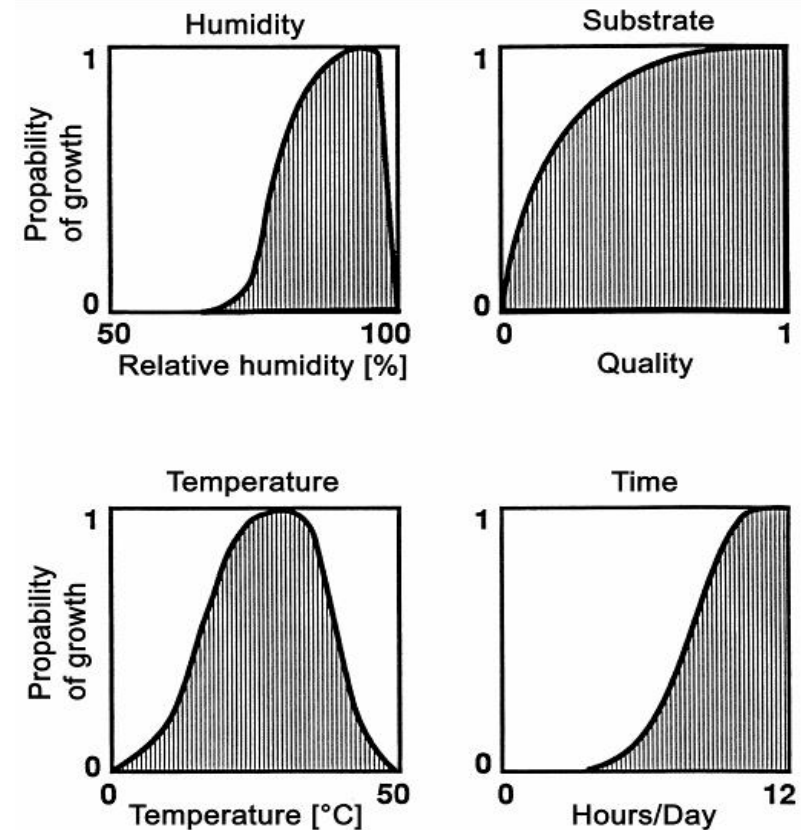 Humidity
1
Propability
of growth
0
50
100
Relative humidity [%]
Substrate
1
0
0
1
Quality
Temperature
1
Propability
of growth
0
0
50
Temperature [°C]
Time
1
0
0
12
Hours/Day